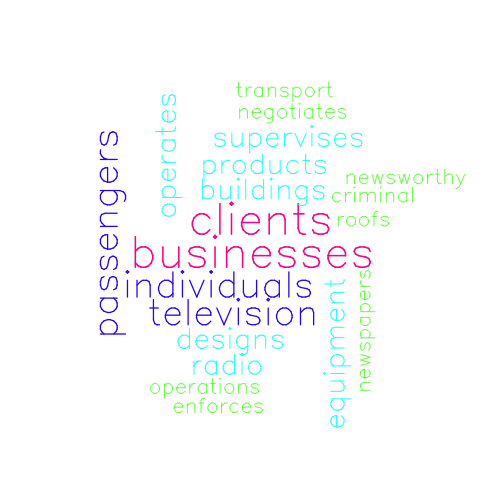 transport
negotiates
operates
supervises
passengers
products
newsworthy
buildings
criminal
clients
roofs
businesses
individuals
newspapers
television
equipment
designs
radio
operations
enforces